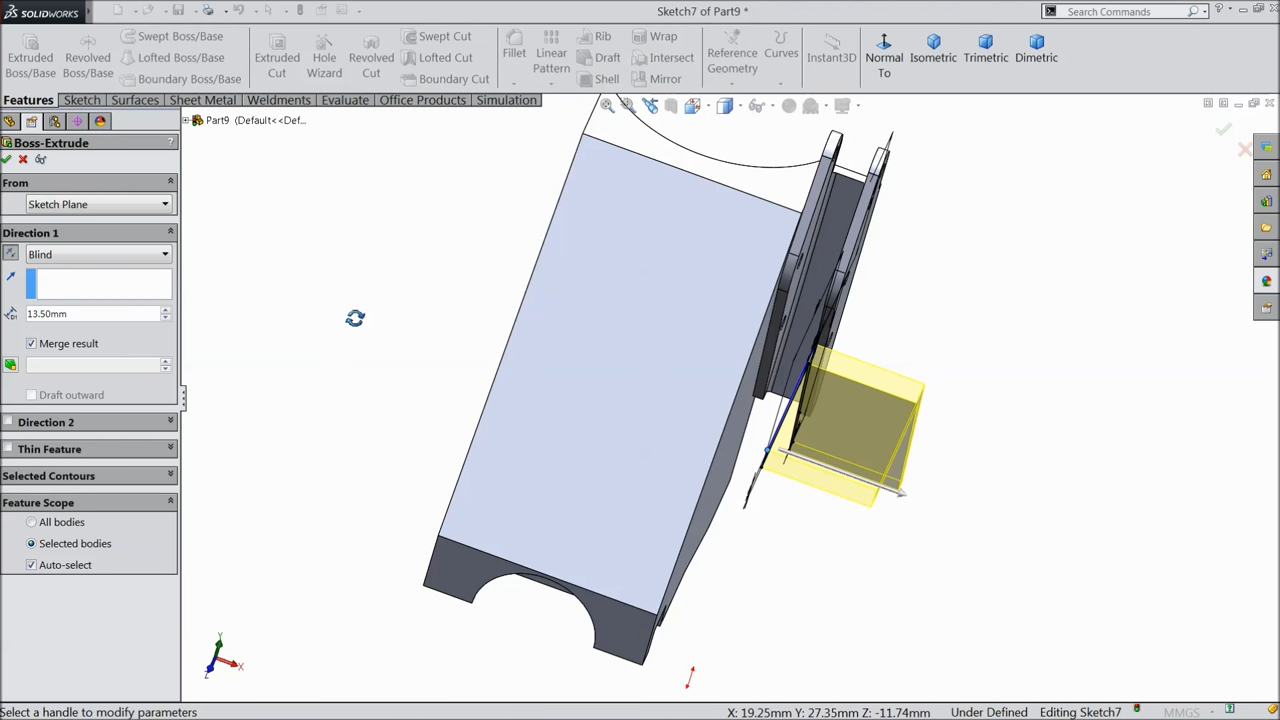 SOLIDWORKS
Sketch7 of Part9 *
Search Commands
Extruded Boss/Base
Revolved Boss/Base
Swept Boss/Base
Lofted Boss/Base
Boundary Boss/Base
Extruded Cut
Hole Wizard
Revolved Cut
Swept Cut
Lofted Cut
Boundary Cut
Fillet
Linear Pattern
Rib
Draft
Shell
Wrap
Intersect
Mirror
Reference Geometry
Curves
Instant3D
Normal To
Isometric
Trimetric
Dimetric
Features
Sketch
Surfaces
Sheet Metal
Weldments
Evaluate
Office Products
Simulation
Part9 (Default<<Def...
Boss-Extrude
?
From
Sketch Plane
Direction 1
Blind
D1
13.50mm
Merge result
Draft outward
Direction 2
Thin Feature
Selected Contours
Feature Scope
All bodies
Selected bodies
Auto-select
Y
X
Z
Select a handle to modify parameters
X: 19.25mm Y: 27.35mm Z: -11.74mm
Under Defined
Editing Sketch7
MMGS
?